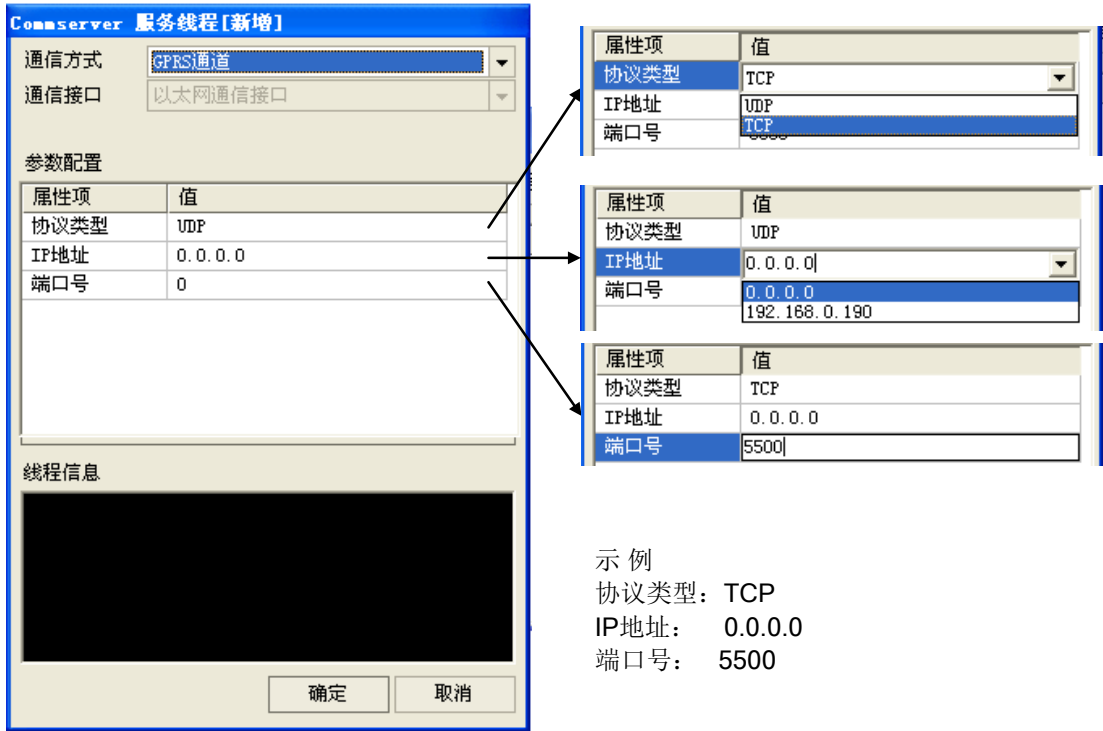 Commserver 服务线程[新增]
通信方式 GPRS通道
通信接口 以太网通信接口
参数配置
属性项 值
协议类型 UDP
IP地址 0.0.0.0
端口号 0
线程信息
确定 取消
属性项 值
协议类型 TCP
IP地址 UDP
端口号 TCP
属性项 值
协议类型 UDP
IP地址 0.0.0.0
端口号 0.0.0.0
192.168.0.190
属性项 值
协议类型 TCP
IP地址 0.0.0.0
端口号 5500
示 例
协议类型：TCP
IP地址： 0.0.0.0
端口号： 5500